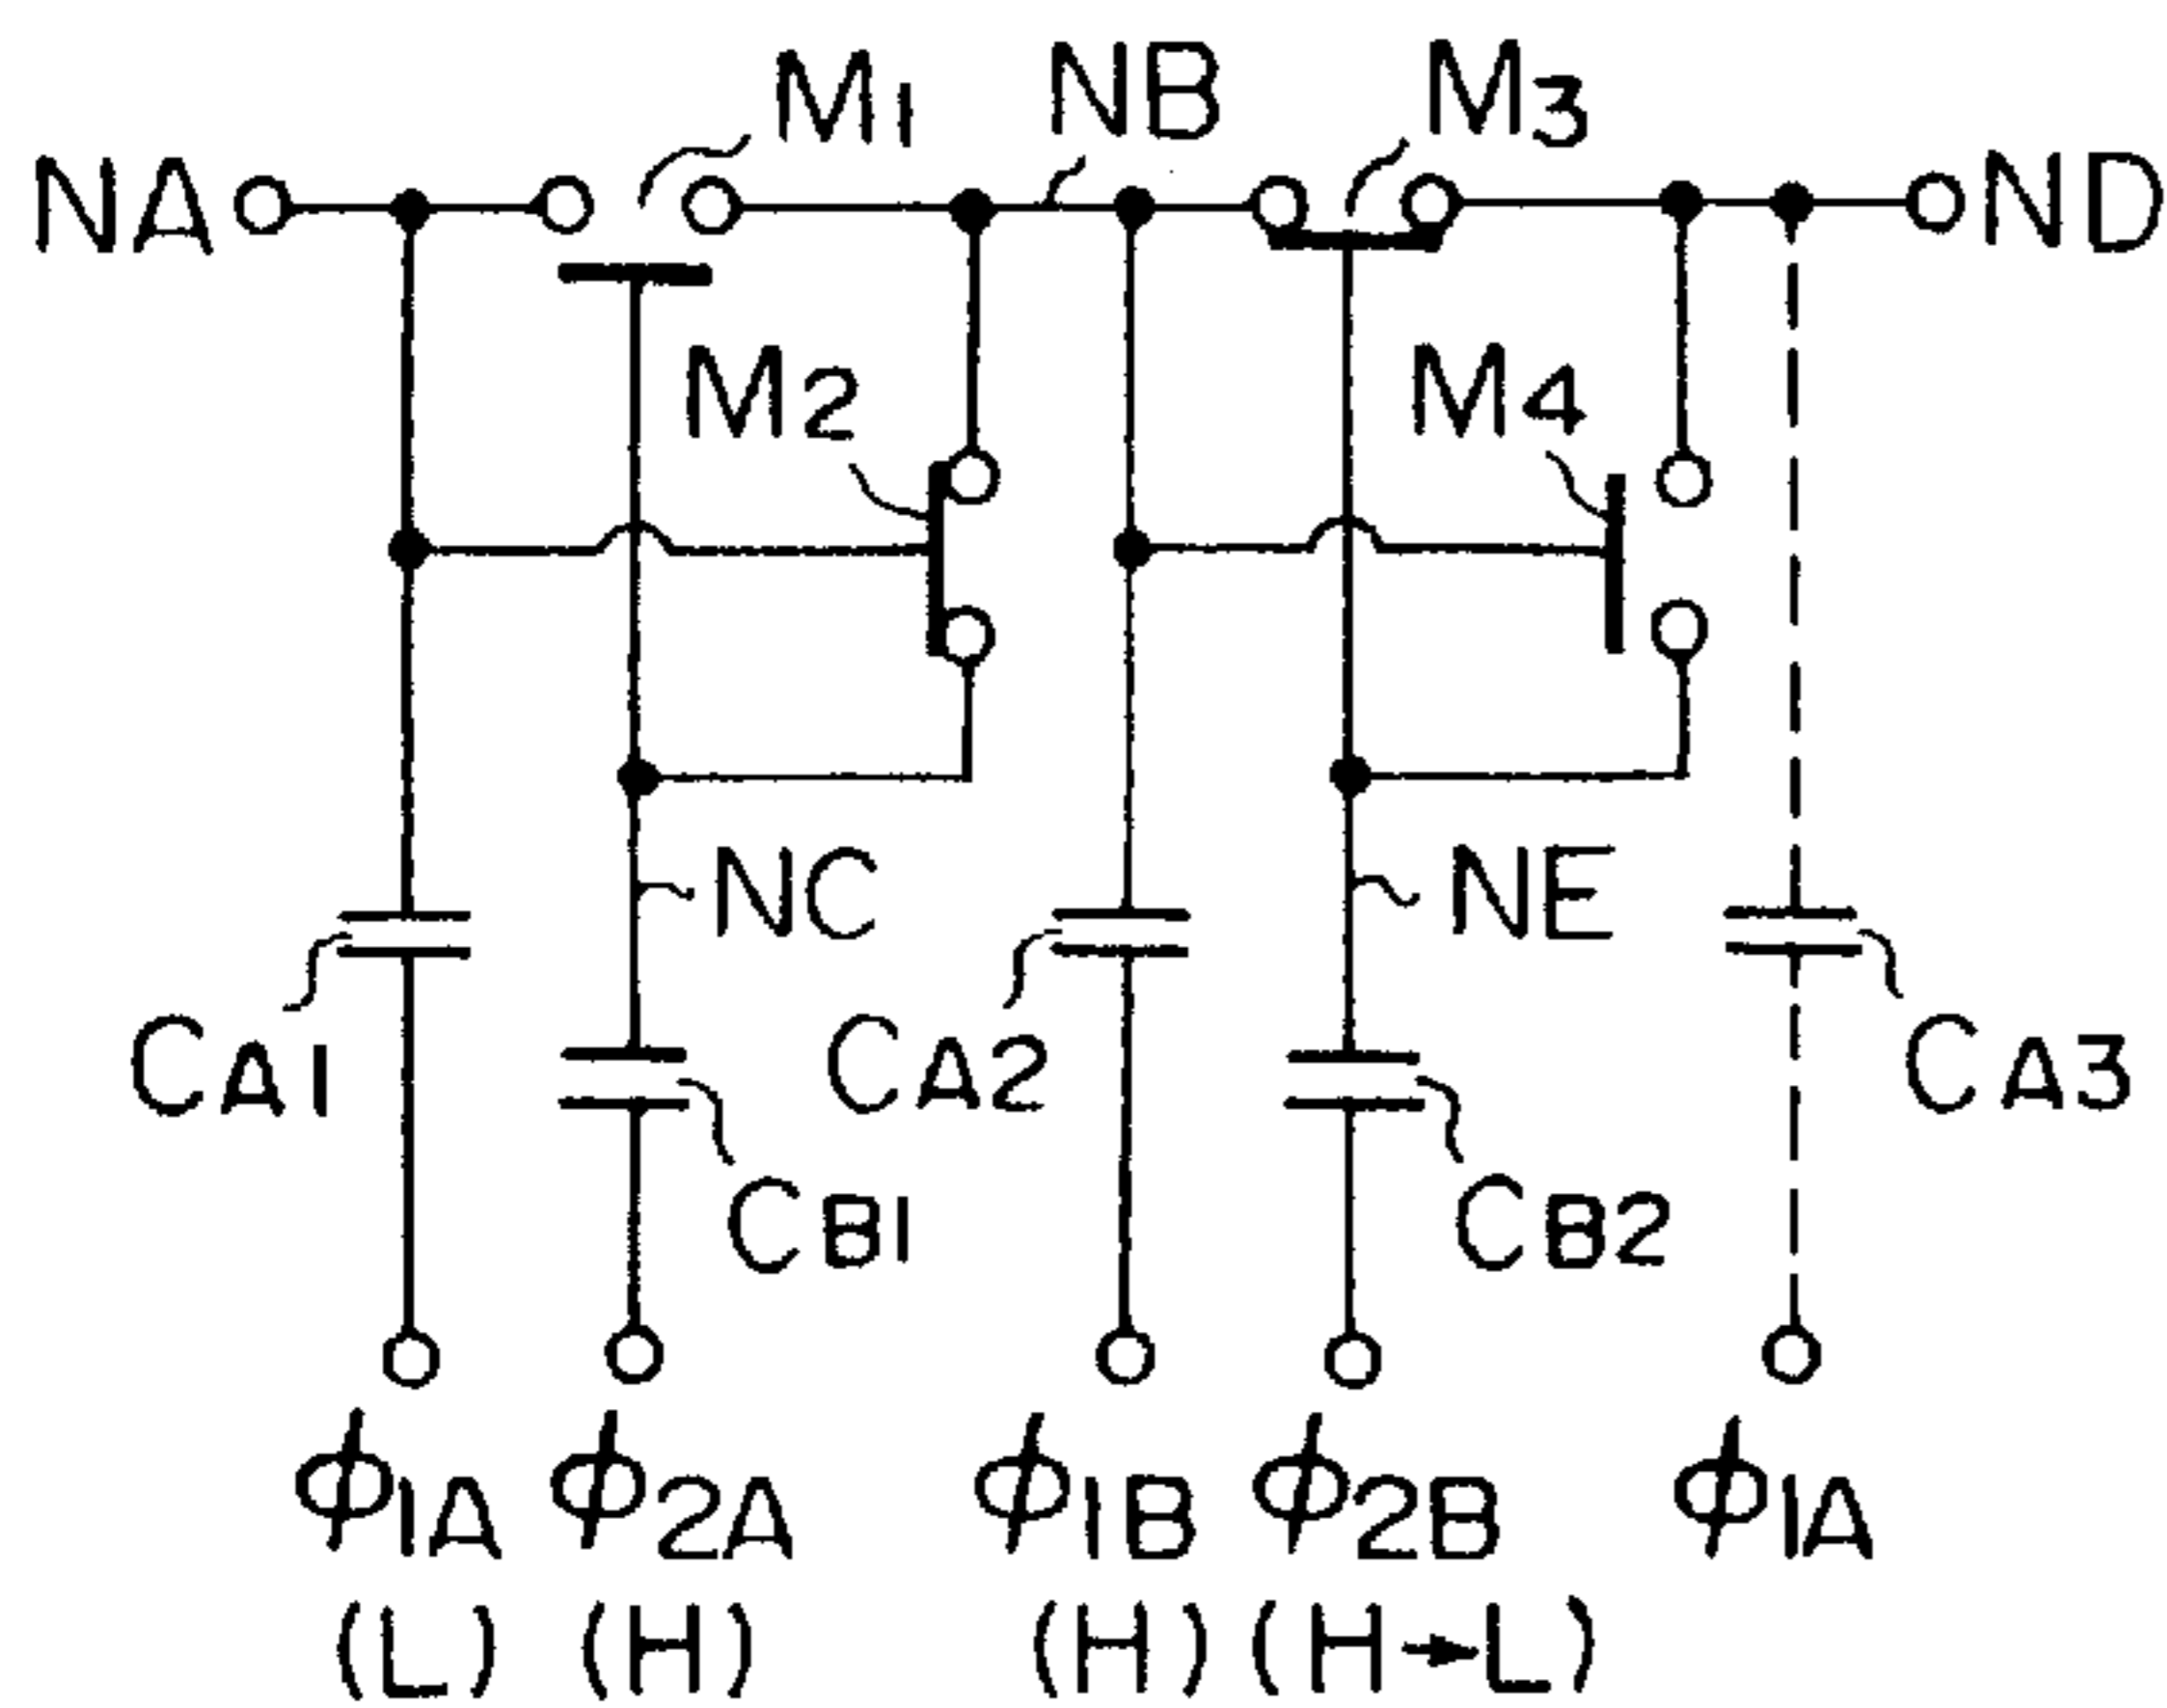 NA M1 NB M3 ND
M2 M4
NC NE
CA1 CA2 CA3
CB1 CB2
ϕ1A ϕ2A ϕ1B ϕ2B ϕ1A
(L) (H) (H) (H→L)